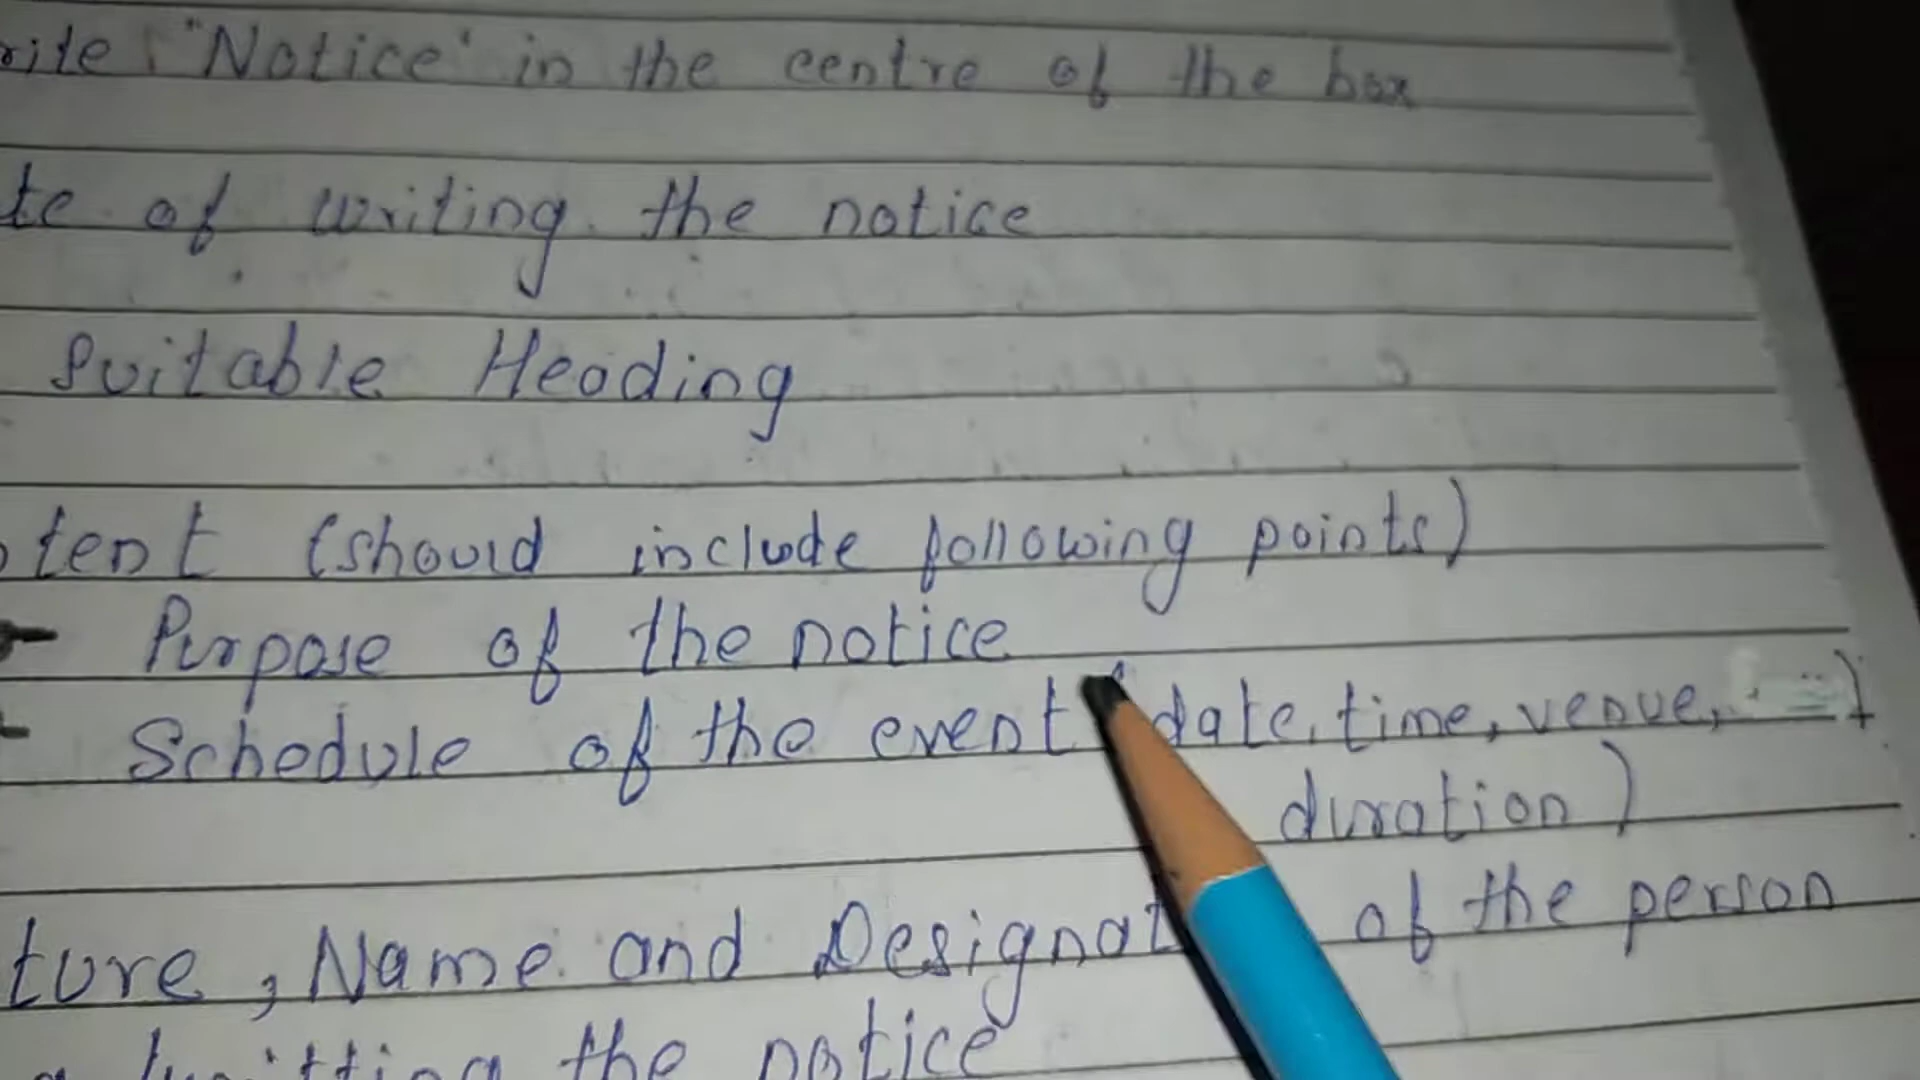 rite "Notice" in the centre of the box
te of writing the notice
Suitable Heading
tent (should include following points)
- Purpose of the notice
- Schedule of the event (date, time, venue,
duration)
ture, Name and Designat of the person
writting the notice